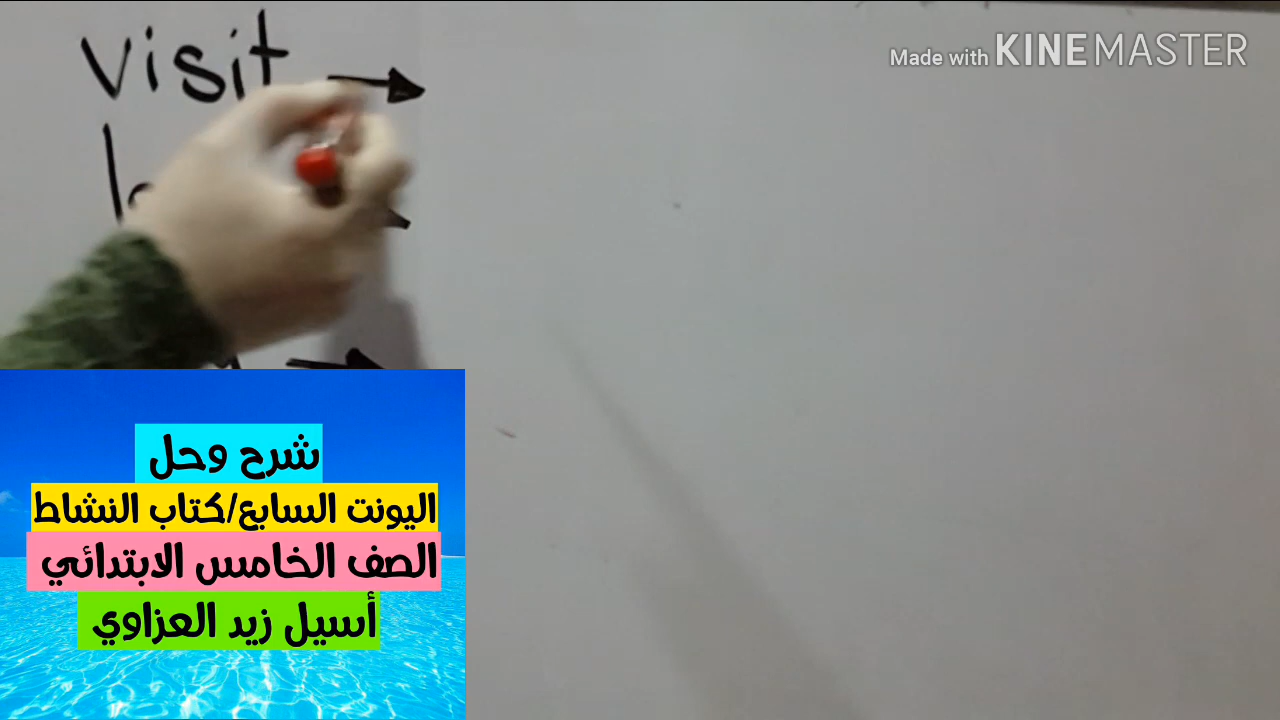 visit
Made with KINEMASTER
شرح وحل
اليونت السابع/كتاب النشاط
الصف الخامس الابتدائي
أسيل زيد العزاوي